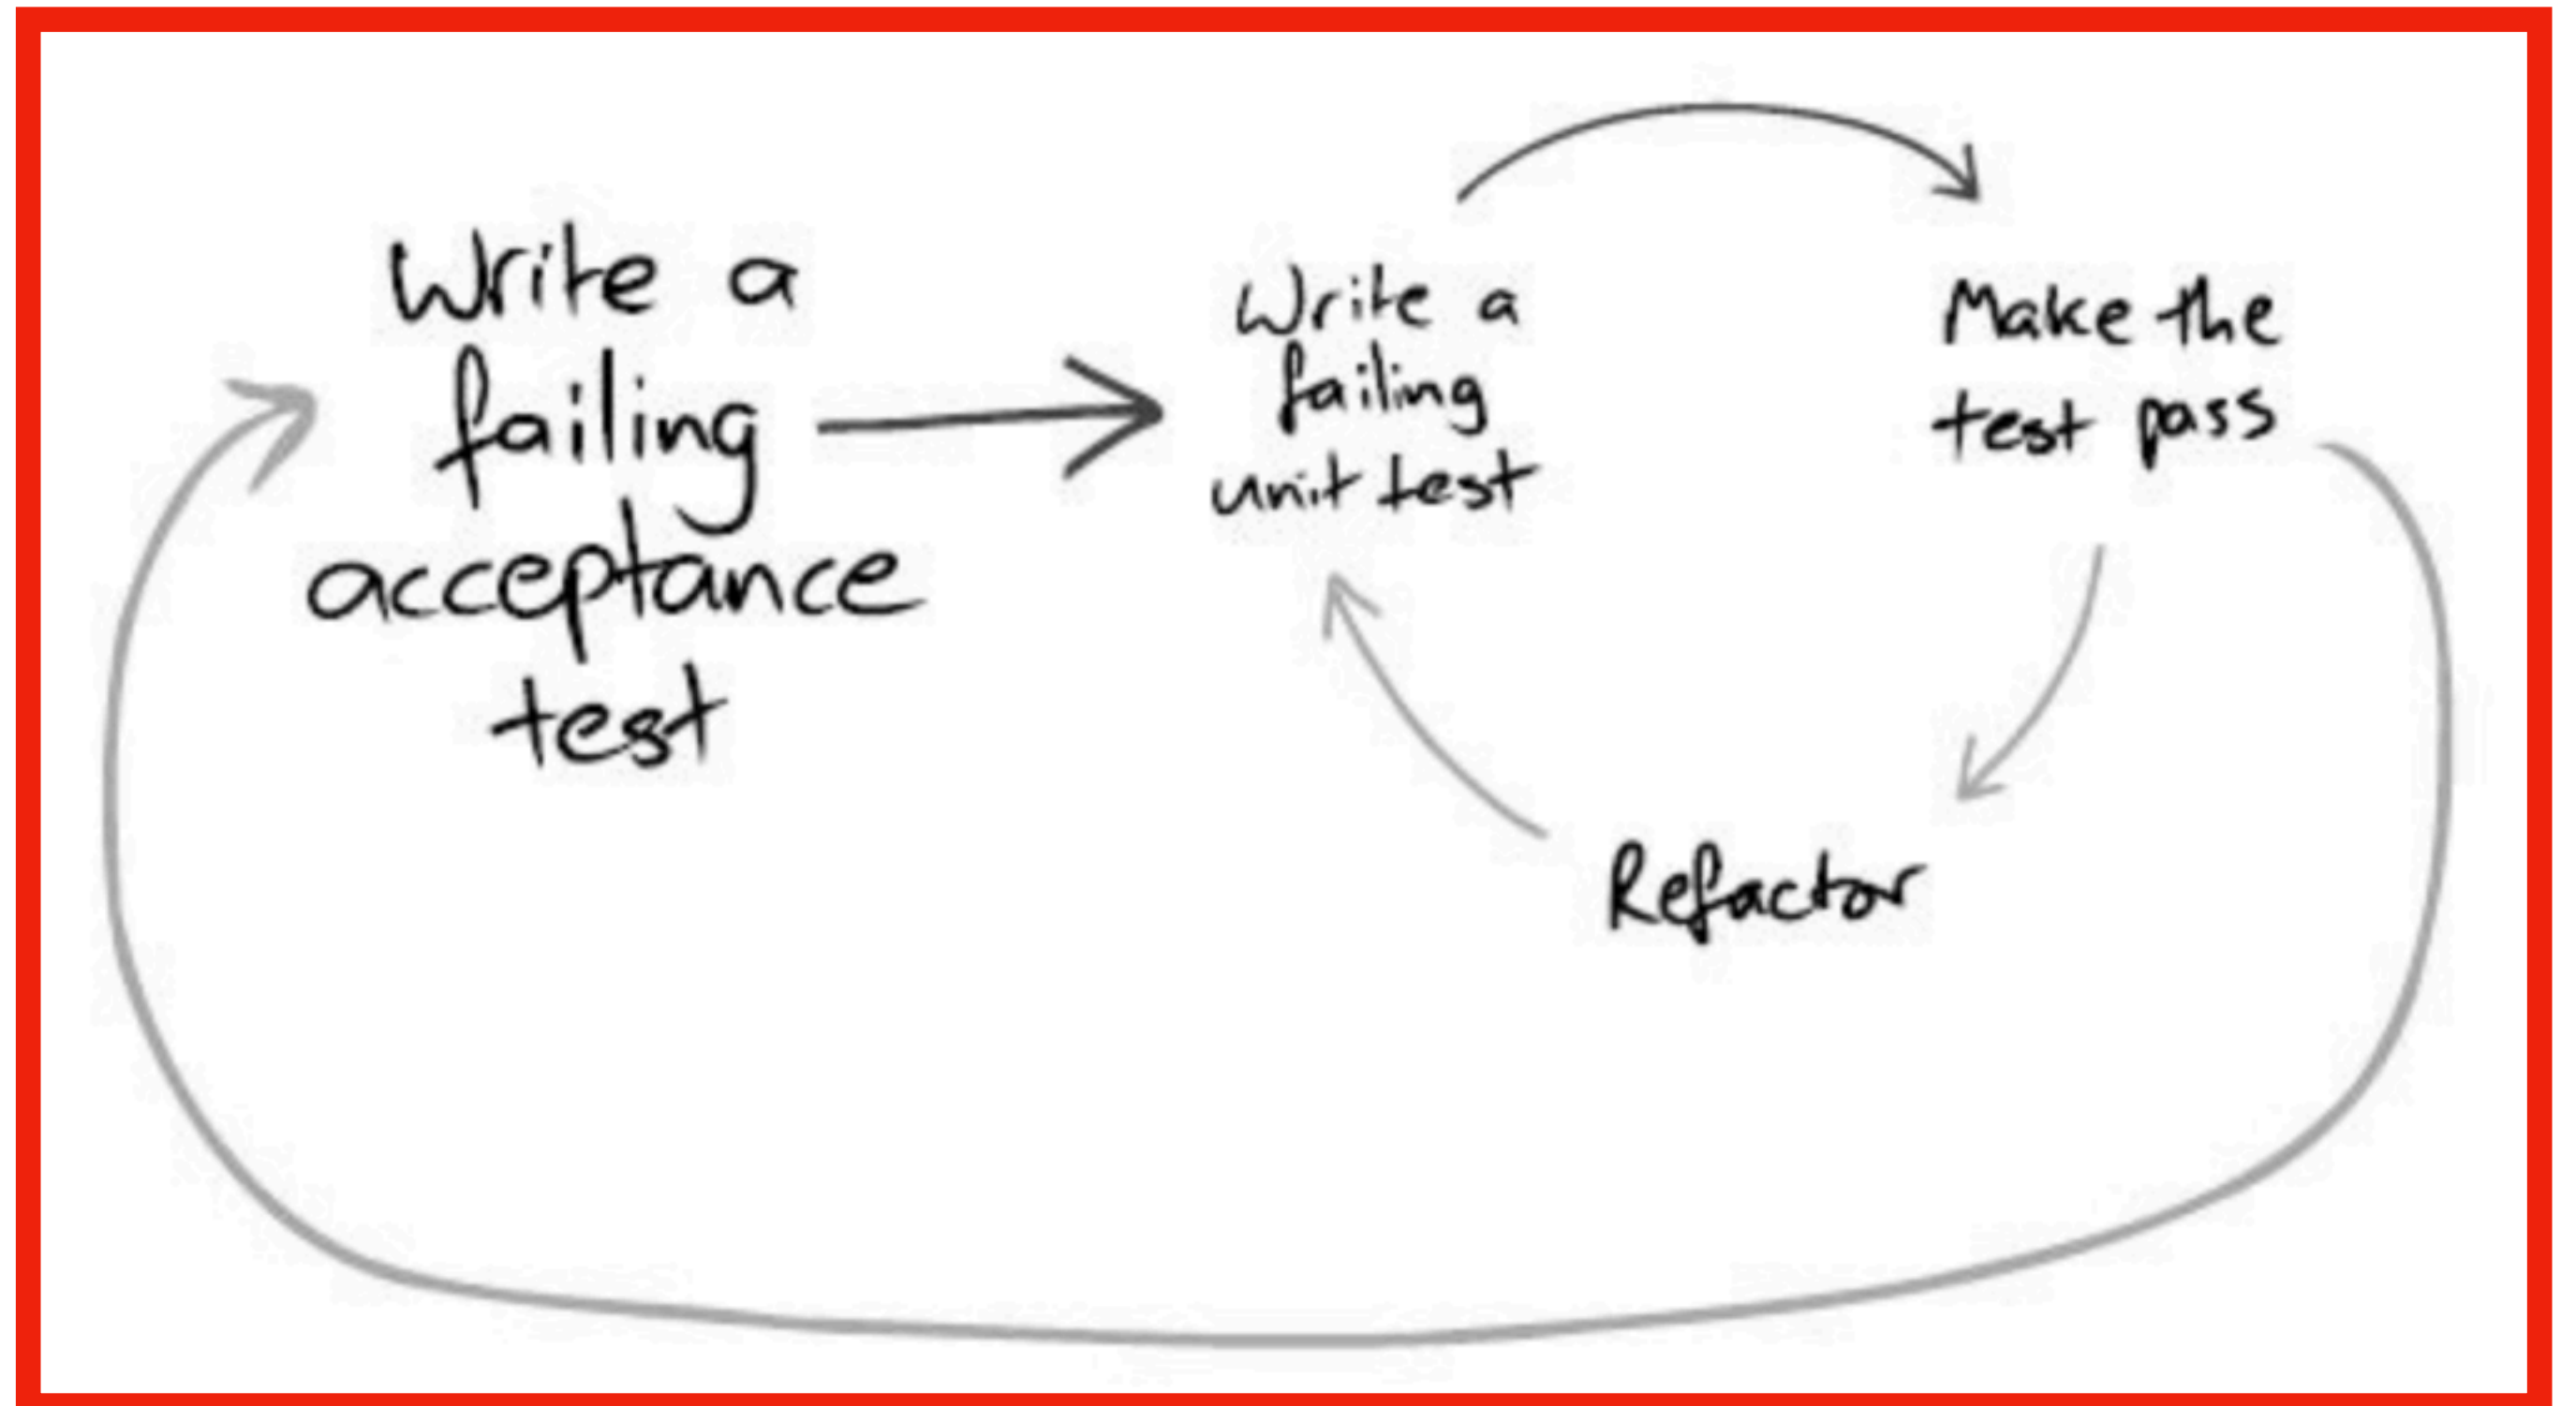 Write a
failing
acceptance
test
Write a
failing
unit test
Make the
test pass
Refactor